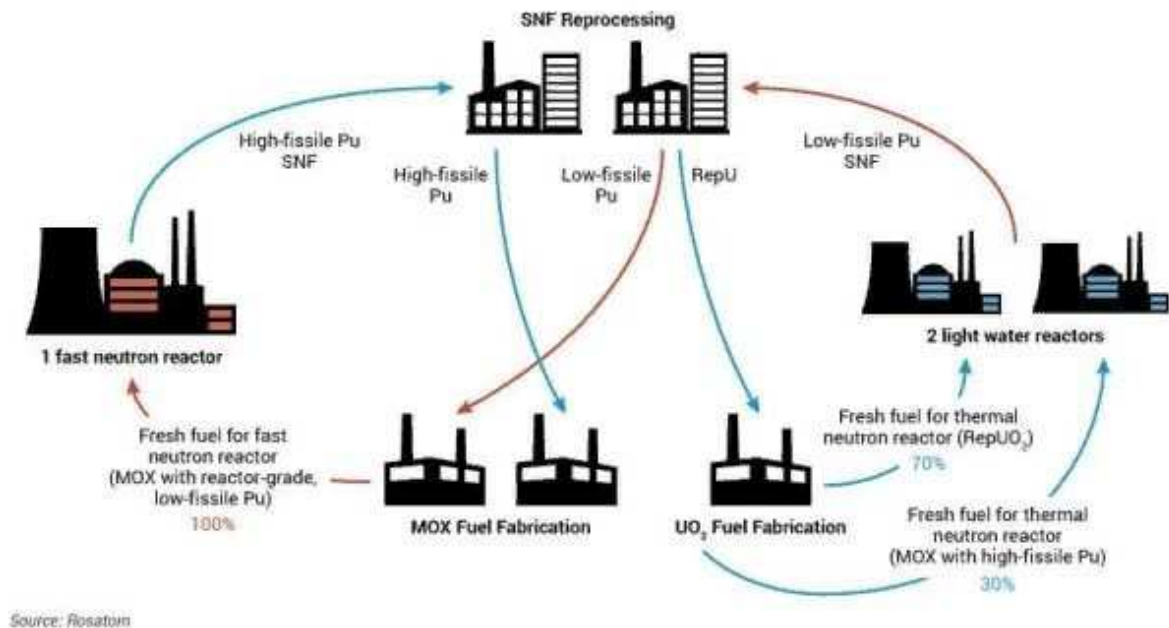 SNF Reprocessing
High-fissile Pu
SNF
High-fissile
Pu
Low-fissile
Pu
RepU
Low-fissile Pu
SNF
1 fast neutron reactor
2 light water reactors
Fresh fuel for fast
neutron reactor
(MOX with reactor-grade,
low-fissile Pu)
100%
MOX Fuel Fabrication
UO₂ Fuel Fabrication
Fresh fuel for thermal
neutron reactor (RepUO₂)
70%
Fresh fuel for thermal
neutron reactor
(MOX with high-fissile Pu)
30%
Source: Rosatom